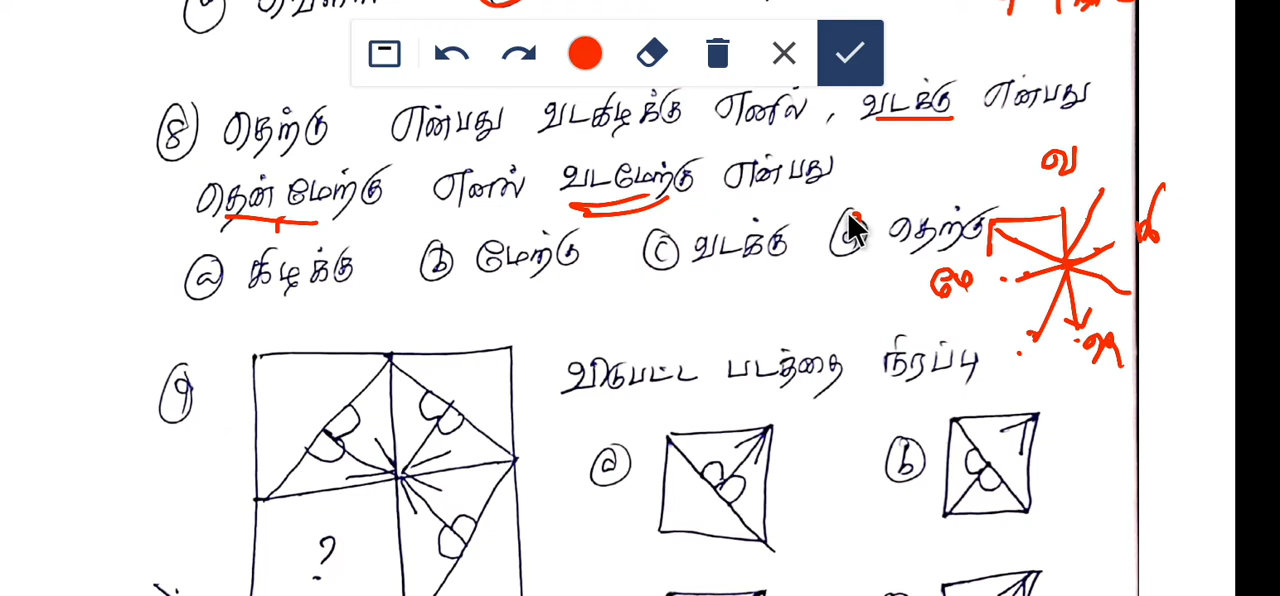 ⑧ தெற்கு என்பது வடகிழக்கு எனில், வடக்கு என்பது
தென்மேற்கு எனில் வடமேற்கு என்பது
ⓐ கிழக்கு ⓑ மேற்கு ⓒ வடக்கு ⓓ தெற்கு
வ
கி
மே
தெ
⑨ விடுபட்ட படத்தை நிரப்பு
ⓐ ⓑ
?